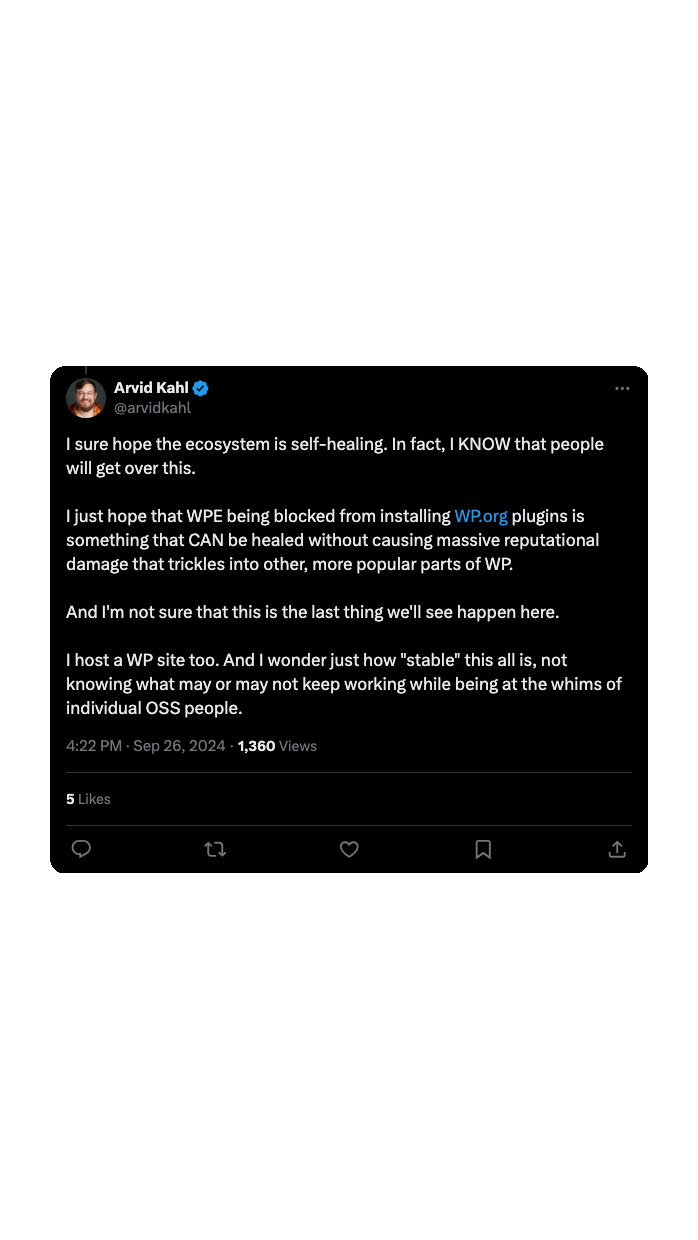 Arvid Kahl
@arvidkahl
I sure hope the ecosystem is self-healing. In fact, I KNOW that people
will get over this.
I just hope that WPE being blocked from installing WP.org plugins is
something that CAN be healed without causing massive reputational
damage that trickles into other, more popular parts of WP.
And I'm not sure that this is the last thing we'll see happen here.
I host a WP site too. And I wonder just how "stable" this all is, not
knowing what may or may not keep working while being at the whims of
individual OSS people.
4:22 PM · Sep 26, 2024 · 1,360 Views
5 Likes